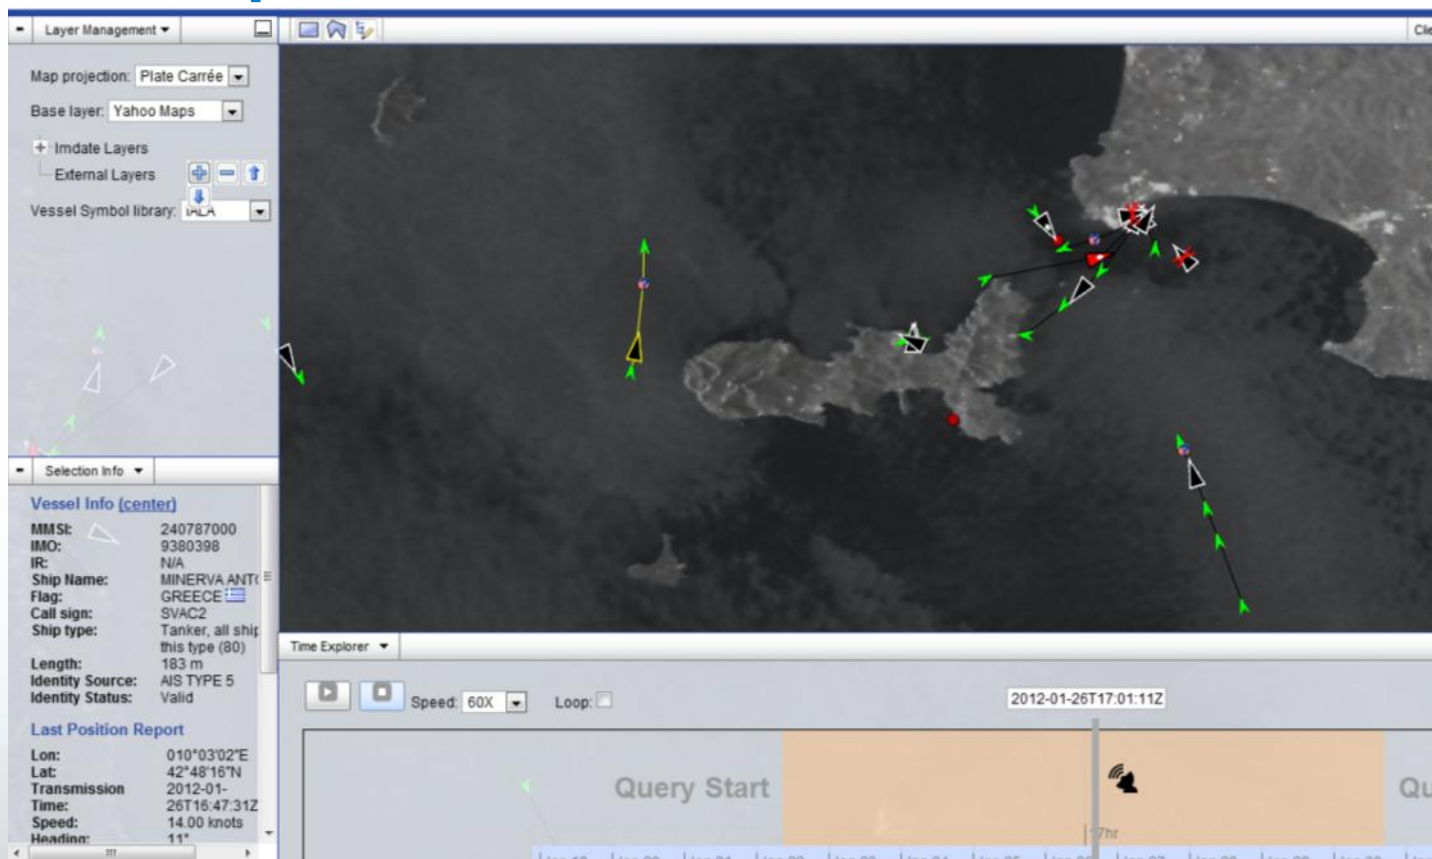 Layer Management
Map projection: Plate Carrée
Base layer: Yahoo Maps
Imdate Layers
External Layers
Vessel Symbol library: IALA
Selection Info
Vessel Info (center)
MMSI: 240787000
IMO: 9380398
IR: N/A
Ship Name: MINERVA ANT
Flag: GREECE
Call sign: SVAC2
Ship type: Tanker, all ship
this type (80)
Length: 183 m
Identity Source: AIS TYPE 5
Identity Status: Valid
Last Position Report
Lon: 010°03'02"E
Lat: 42°48'16"N
Transmission 2012-01-
Time: 26T16:47:31Z
Speed: 14.00 knots
Heading: 11°
Clie
Time Explorer
Speed: 60X Loop:
2012-01-26T17:01:11Z
Query Start
Qu